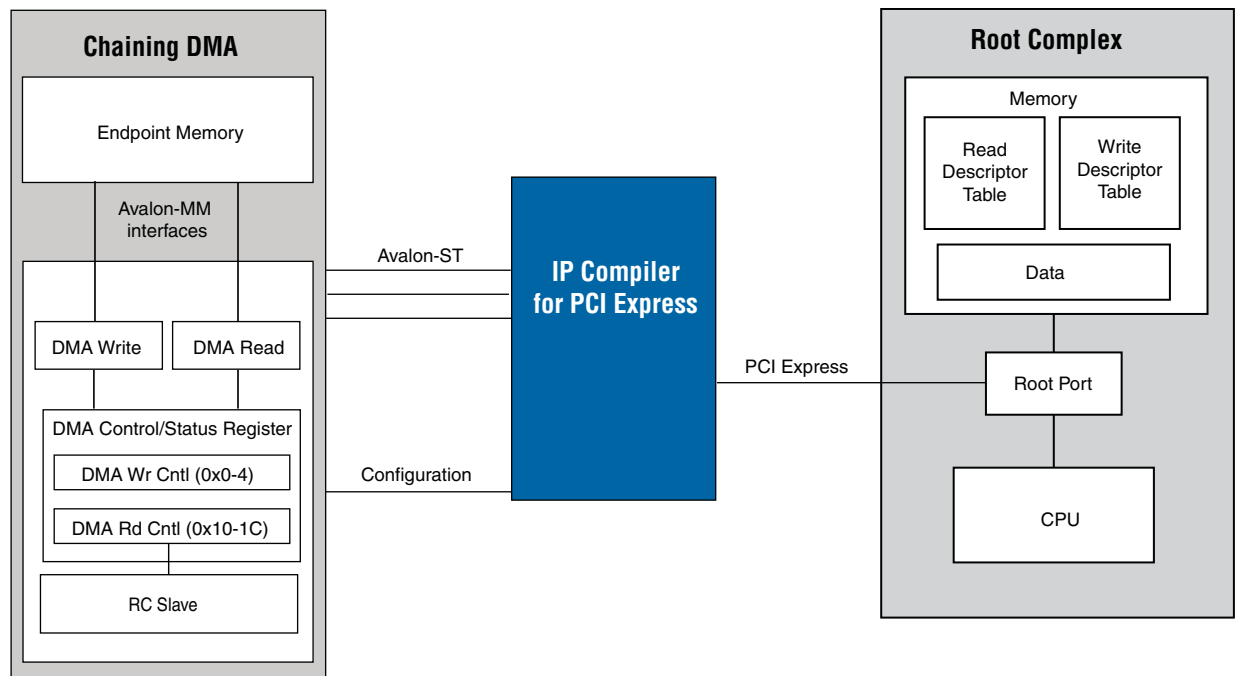 Chaining DMA
Endpoint Memory
Avalon-MM
interfaces
DMA Write
DMA Read
DMA Control/Status Register
DMA Wr Cntl (0x0-4)
DMA Rd Cntl (0x10-1C)
RC Slave
Avalon-ST
Configuration
IP Compiler
for PCI Express
PCI Express
Root Complex
Memory
Read
Descriptor
Table
Write
Descriptor
Table
Data
Root Port
CPU